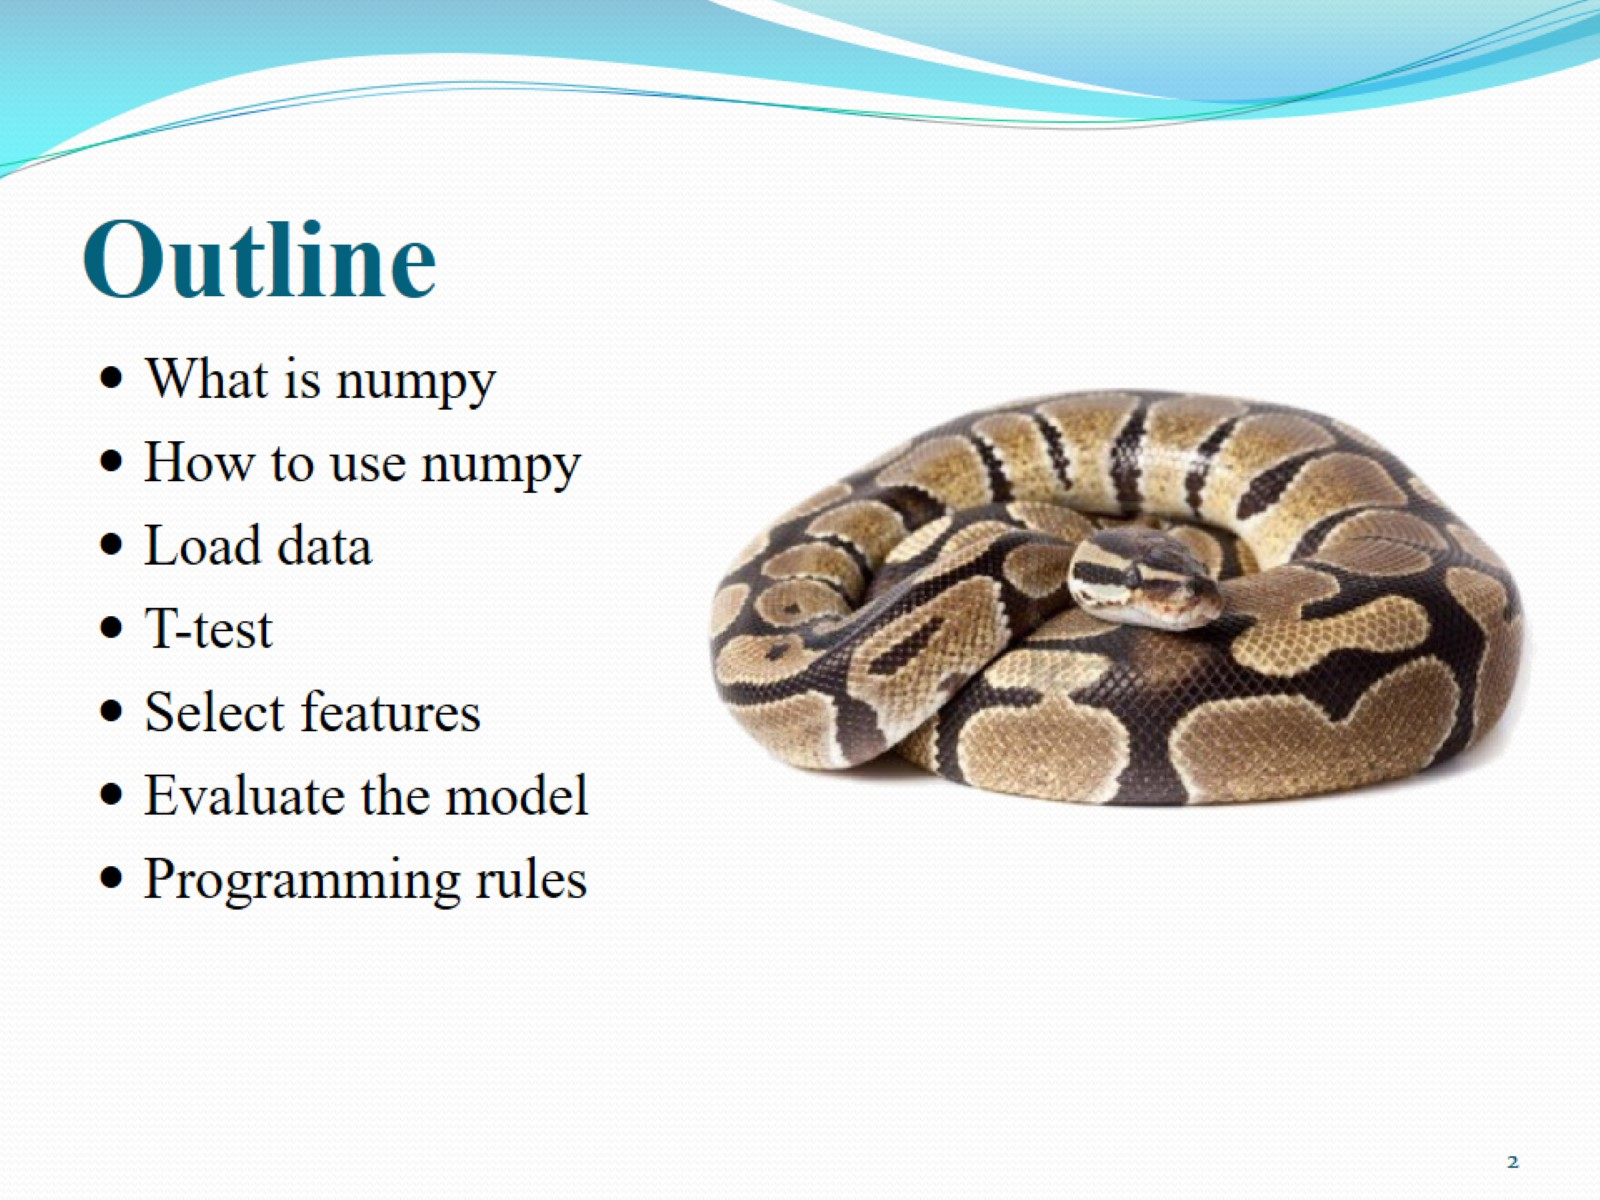 Outline
• What is numpy
• How to use numpy
• Load data
• T-test
• Select features
• Evaluate the model
• Programming rules
2